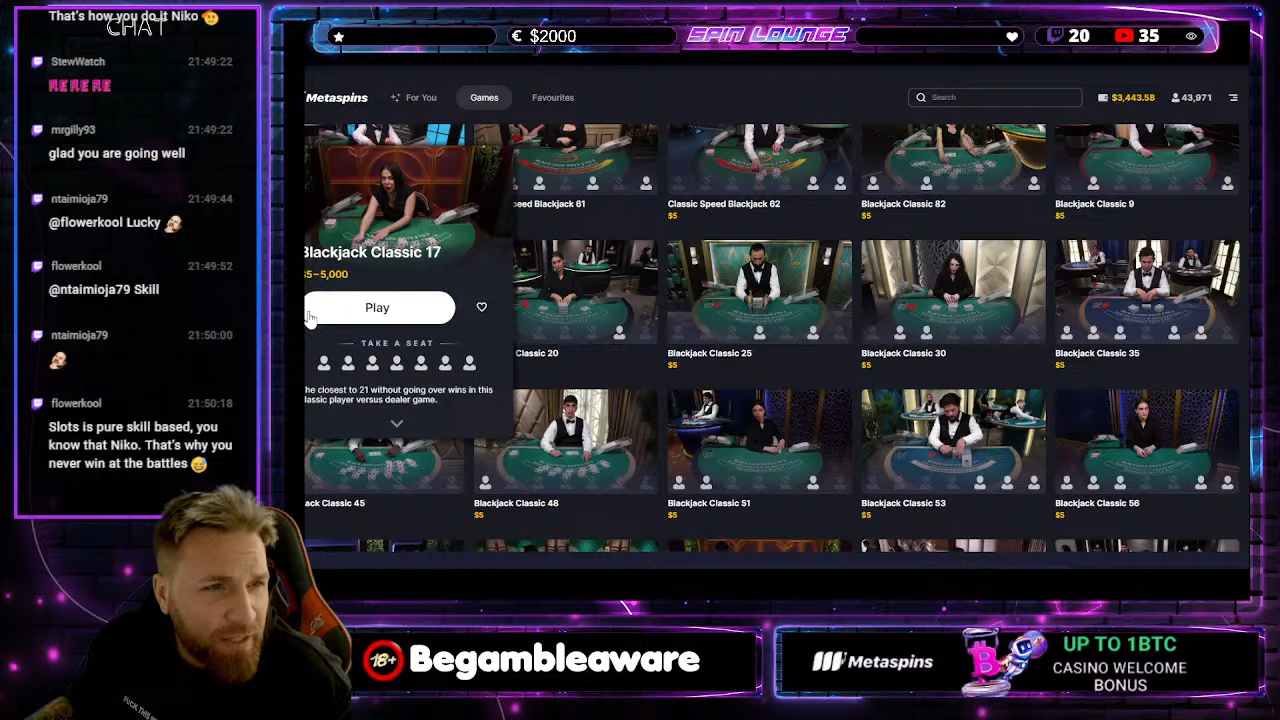 That's how you do it Niko
CHAT
StewWatch 21:49:22
RE RE RE
mrgilly93 21:49:22
glad you are going well
ntaimioja79 21:49:44
@flowerkool Lucky
flowerkool 21:49:52
@ntaimioja79 Skill
ntaimioja79 21:50:00
flowerkool 21:50:18
Slots is pure skill based, you
know that Niko. That's why you
never win at the battles
€ $2000
SPIN LOUNGE
20 35
Metaspins For You Games Favourites Search $3,443.58 43,971
peed Blackjack 61
Classic Speed Blackjack 62
$5
Blackjack Classic 82
$5
Blackjack Classic 9
$5
Blackjack Classic 17
$5–5,000
Play
TAKE A SEAT
he closest to 21 without going over wins in this
lassic player versus dealer game.
Classic 20
Blackjack Classic 25
$5
Blackjack Classic 30
$5
Blackjack Classic 35
$5
ack Classic 45
Blackjack Classic 48
$5
Blackjack Classic 51
$5
Blackjack Classic 53
$5
Blackjack Classic 56
$5
18+ Begambleaware
Metaspins
UP TO 1BTC
CASINO WELCOME
BONUS